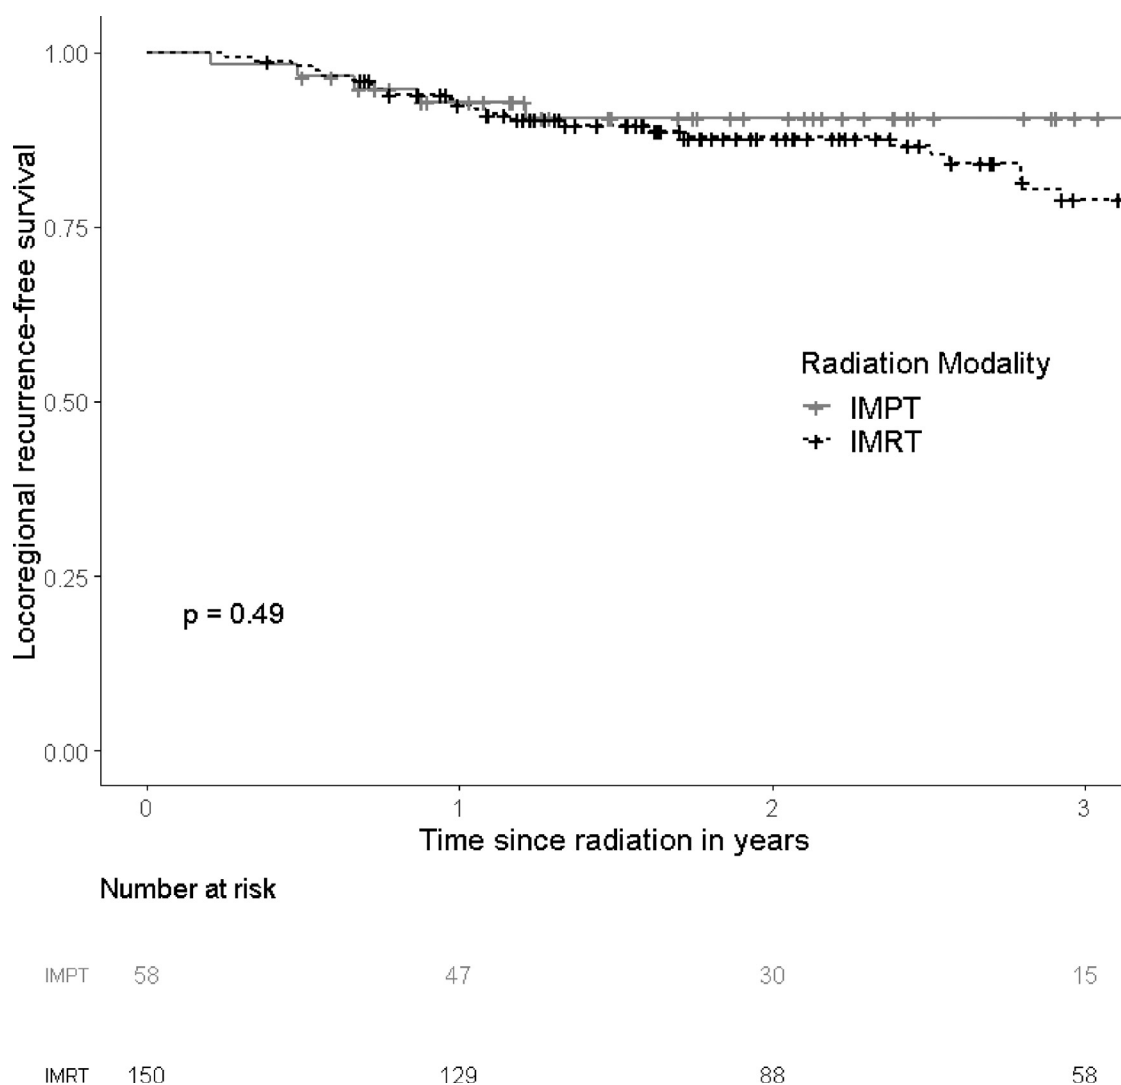 1.00
0.75
0.50
0.25
0.00
Locoregional recurrence-free survival
Radiation Modality
IMPT
IMRT
p = 0.49
0 1 2 3
Time since radiation in years
Number at risk
IMPT 58 47 30 15
IMRT 150 129 88 58